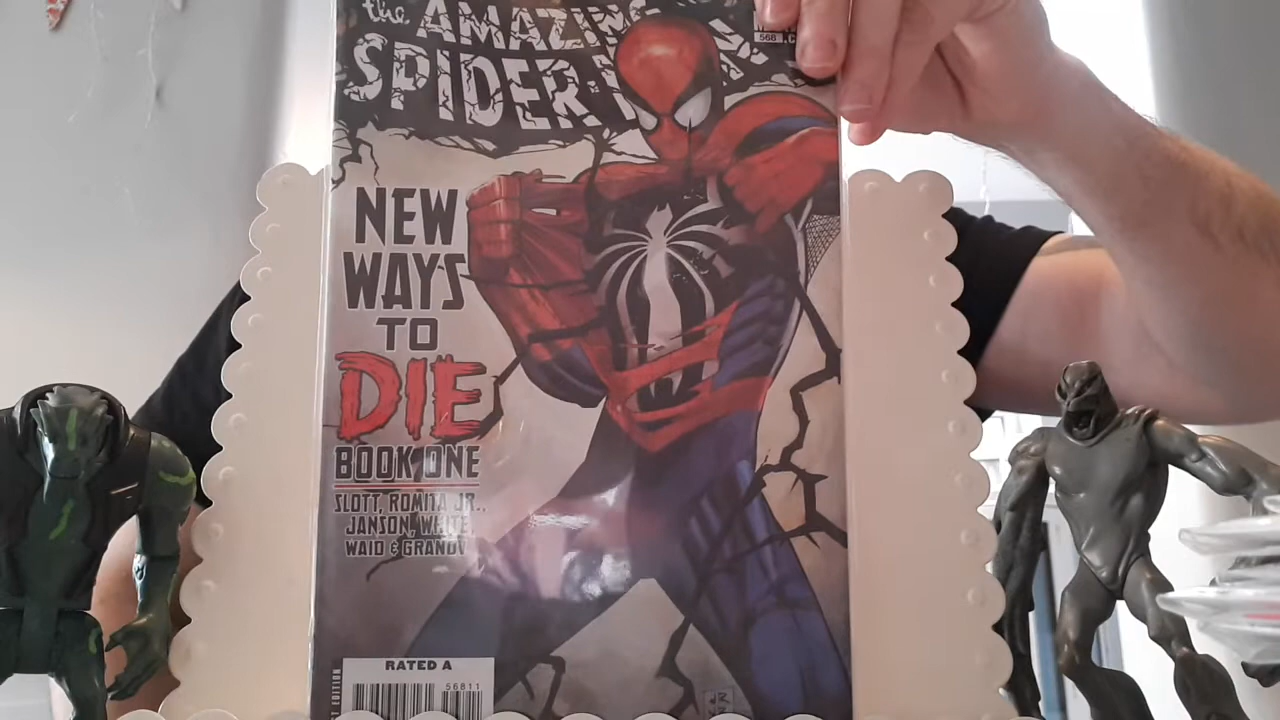 the AMAZING
SPIDER-
568
NEW
WAYS
TO
DIE
BOOK ONE
SLOTT, ROMITA JR.,
JANSON, WHITE,
WAID & GRANOV
RATED A
56811
EDITION